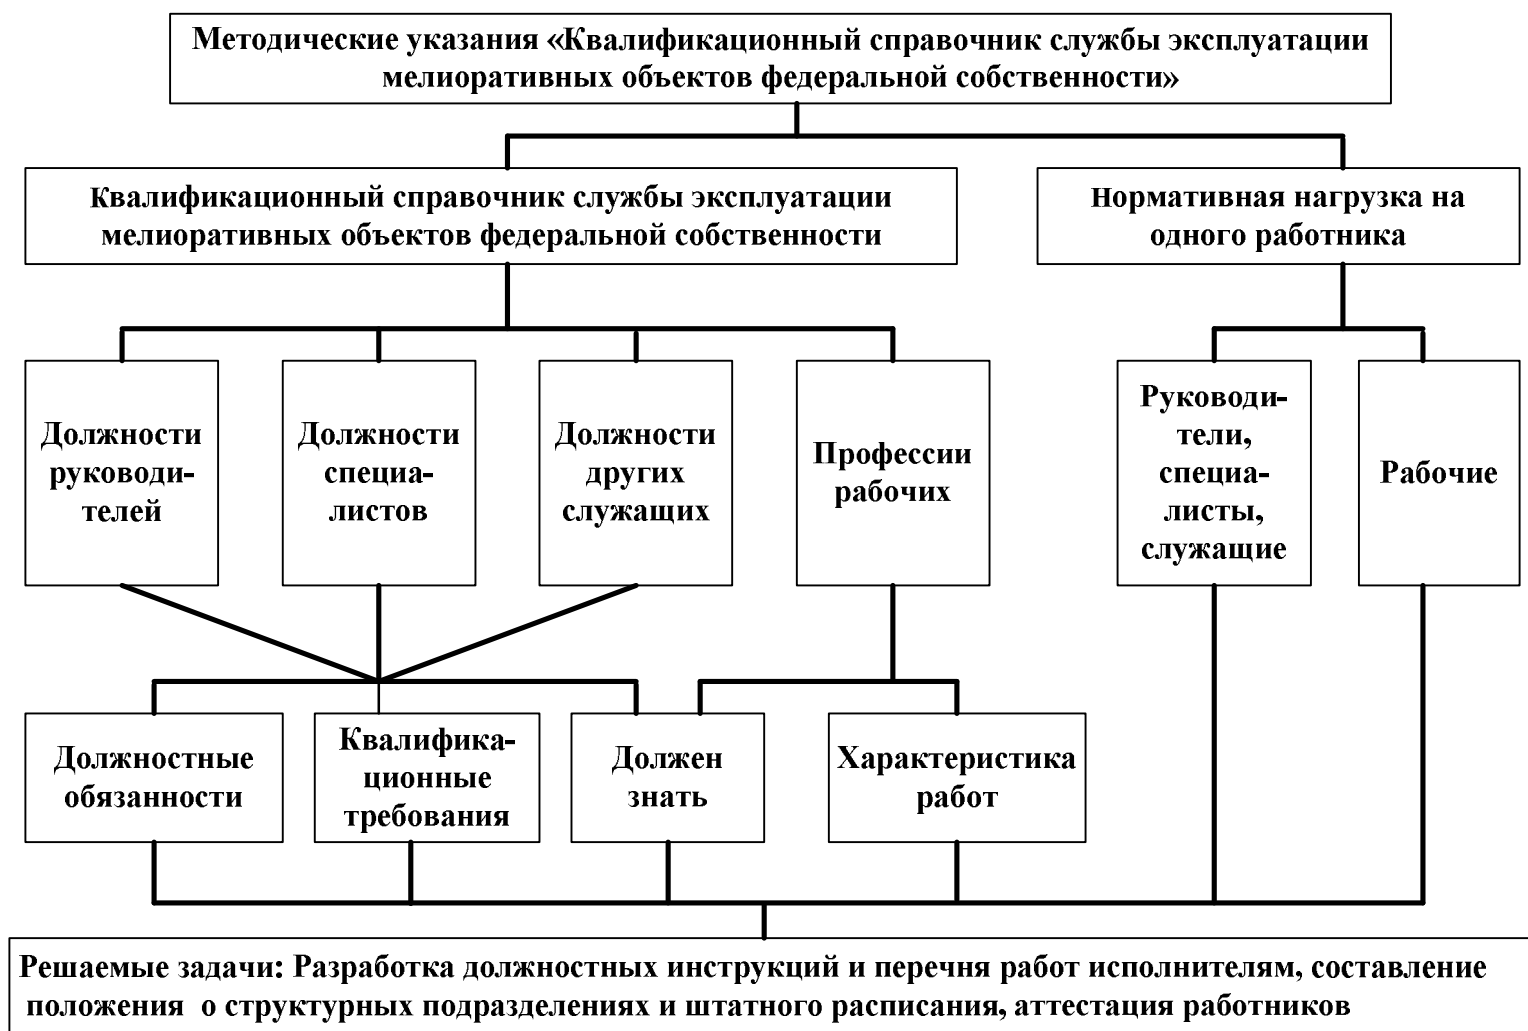 Методические указания «Квалификационный справочник службы эксплуатации
мелиоративных объектов федеральной собственности»
Квалификационный справочник службы эксплуатации
мелиоративных объектов федеральной собственности
Нормативная нагрузка на
одного работника
Должности
руководи-
телей
Должности
специа-
листов
Должности
других
служащих
Профессии
рабочих
Руководи-
тели,
специа-
листы,
служащие
Рабочие
Должностные
обязанности
Квалифика-
ционные
требования
Должен
знать
Характеристика
работ
Решаемые задачи: Разработка должностных инструкций и перечня работ исполнителям, составление
положения о структурных подразделениях и штатного расписания, аттестация работников